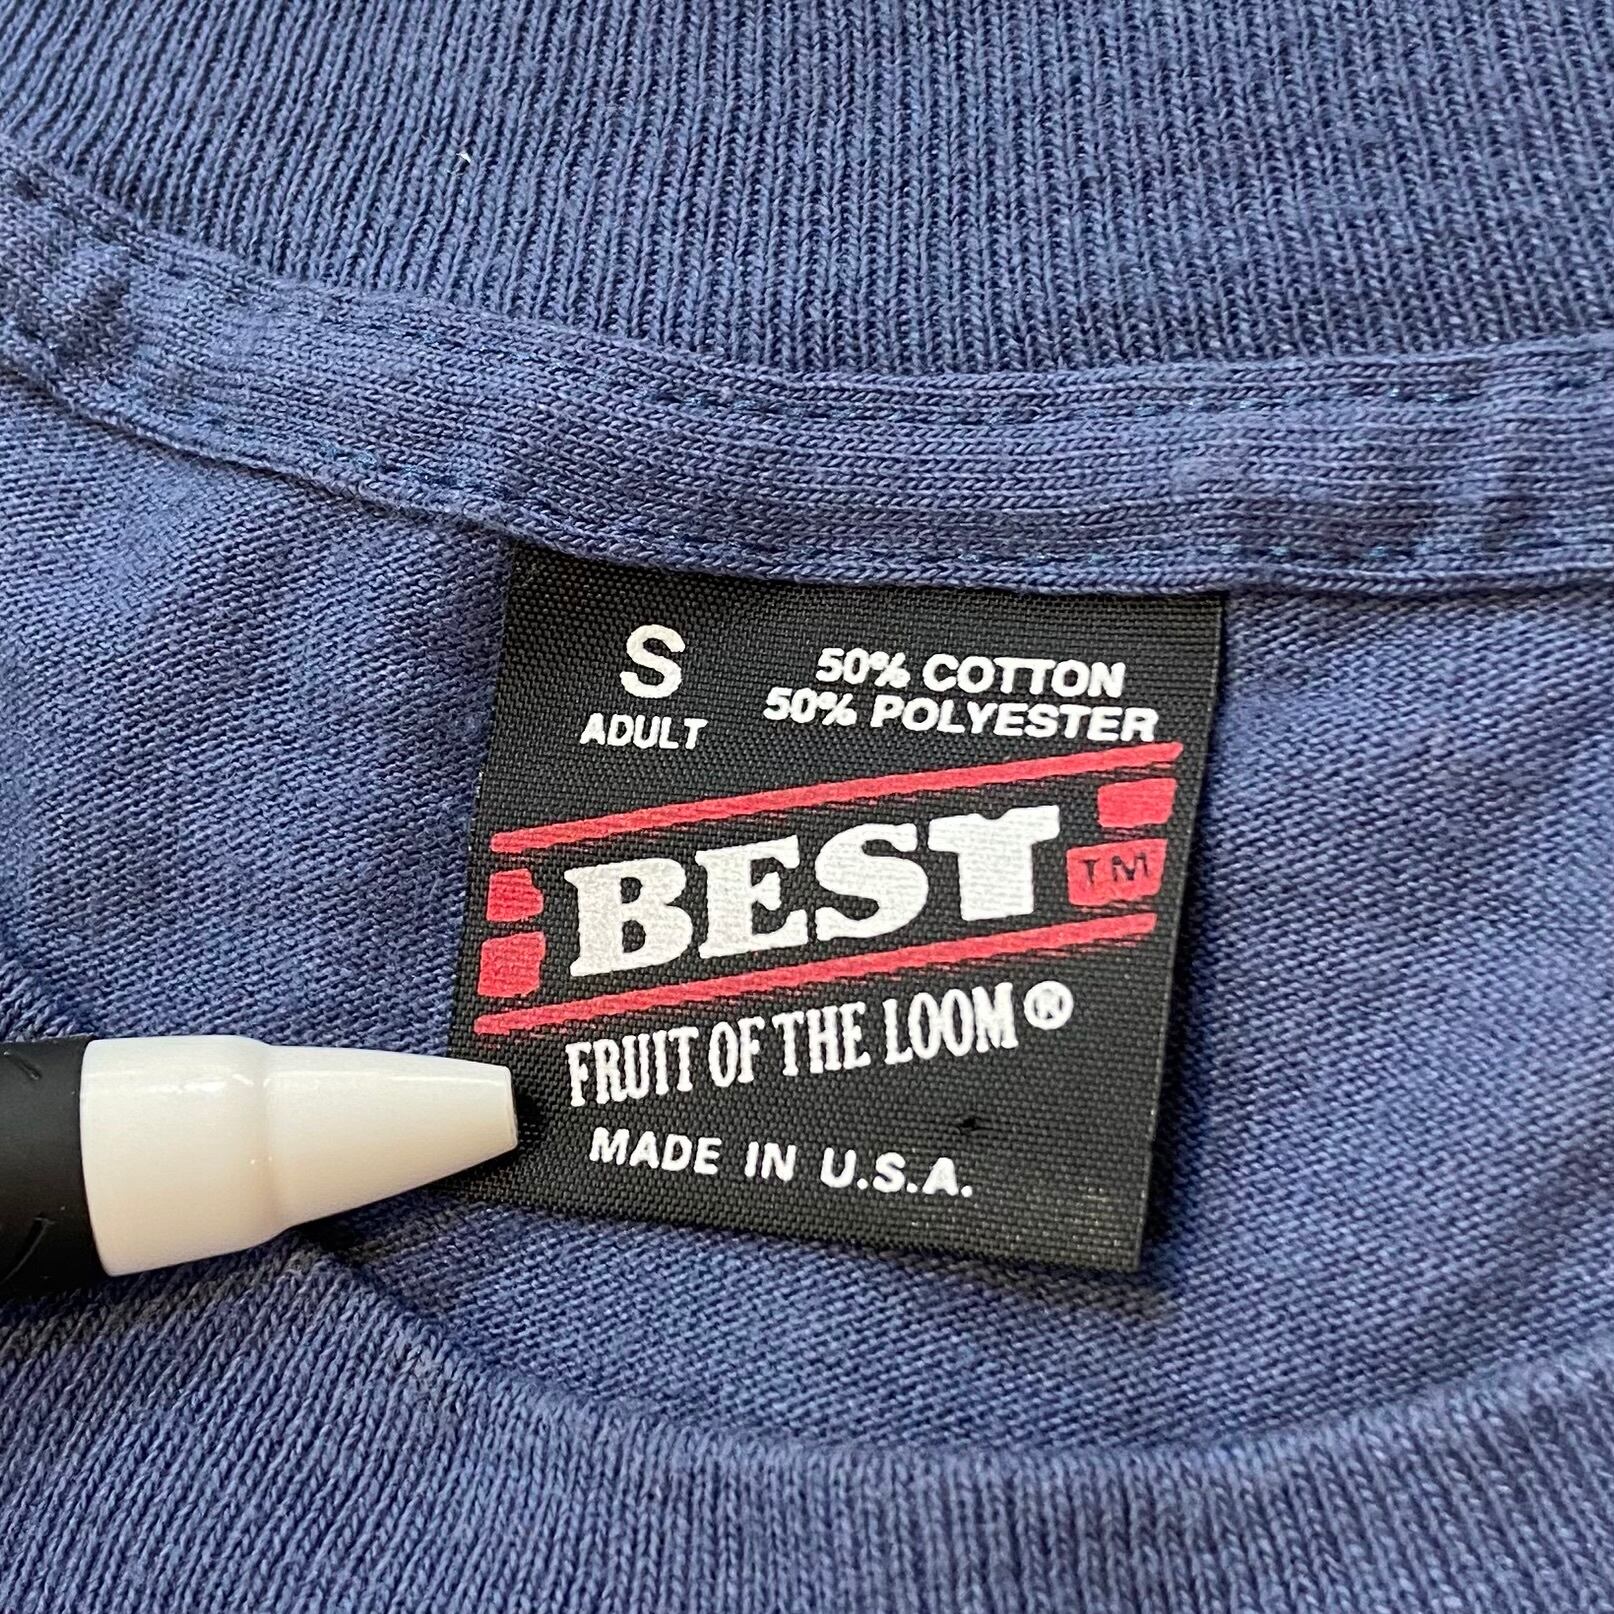 S
ADULT
50% COTTON
50% POLYESTER
BEST TM
FRUIT OF THE LOOM®
MADE IN U.S.A.